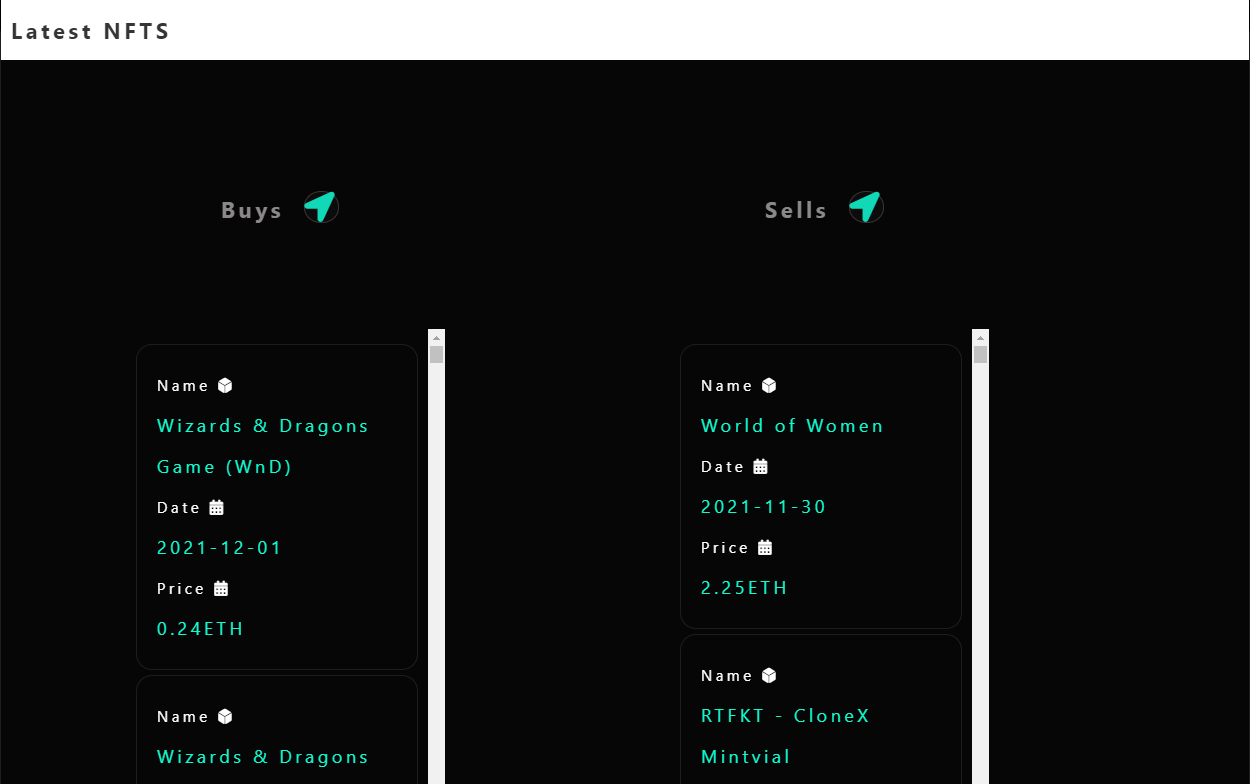 Latest NFTS
Buys
Sells
Name
Wizards & Dragons
Game (WnD)
Date
2021-12-01
Price
0.24ETH
Name
Wizards & Dragons
Name
World of Women
Date
2021-11-30
Price
2.25ETH
Name
RTFKT - CloneX
Mintvial